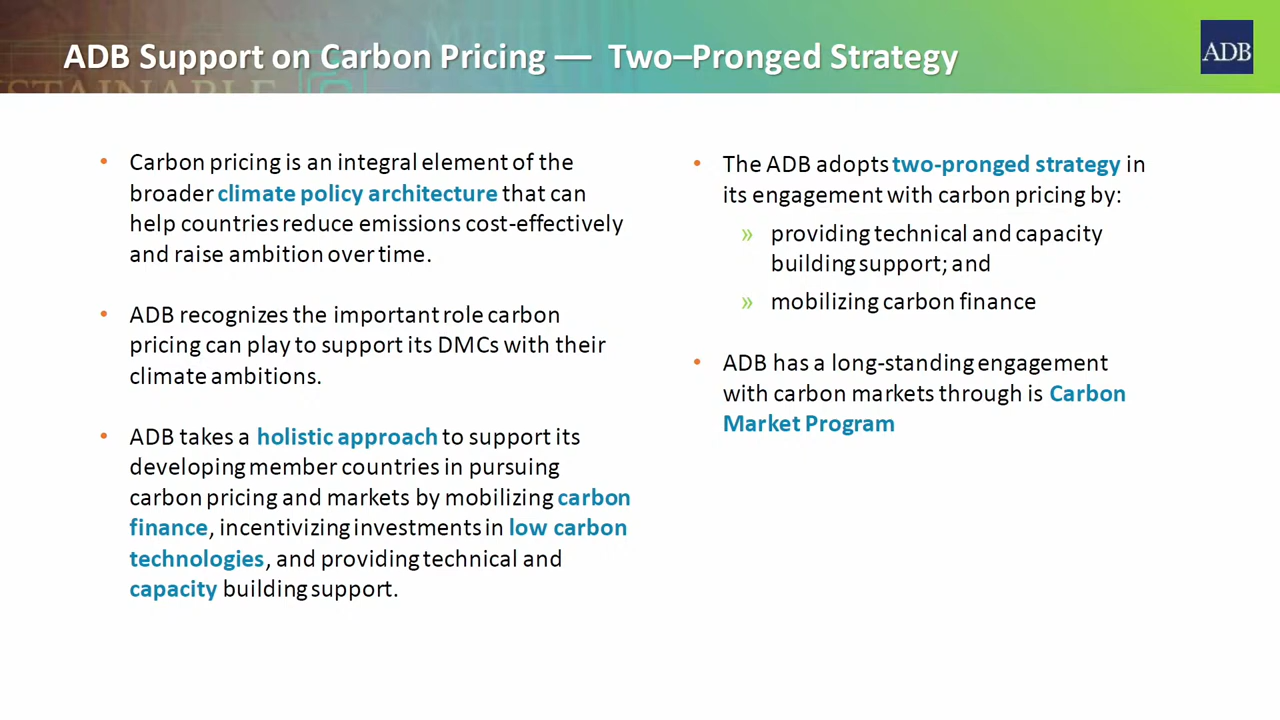 ADB Support on Carbon Pricing — Two–Pronged Strategy
ADB
STAINABLE
• Carbon pricing is an integral element of the
broader climate policy architecture that can
help countries reduce emissions cost-effectively
and raise ambition over time.
• ADB recognizes the important role carbon
pricing can play to support its DMCs with their
climate ambitions.
• ADB takes a holistic approach to support its
developing member countries in pursuing
carbon pricing and markets by mobilizing carbon
finance, incentivizing investments in low carbon
technologies, and providing technical and
capacity building support.
• The ADB adopts two-pronged strategy in
its engagement with carbon pricing by:
» providing technical and capacity
building support; and
» mobilizing carbon finance
• ADB has a long-standing engagement
with carbon markets through is Carbon
Market Program